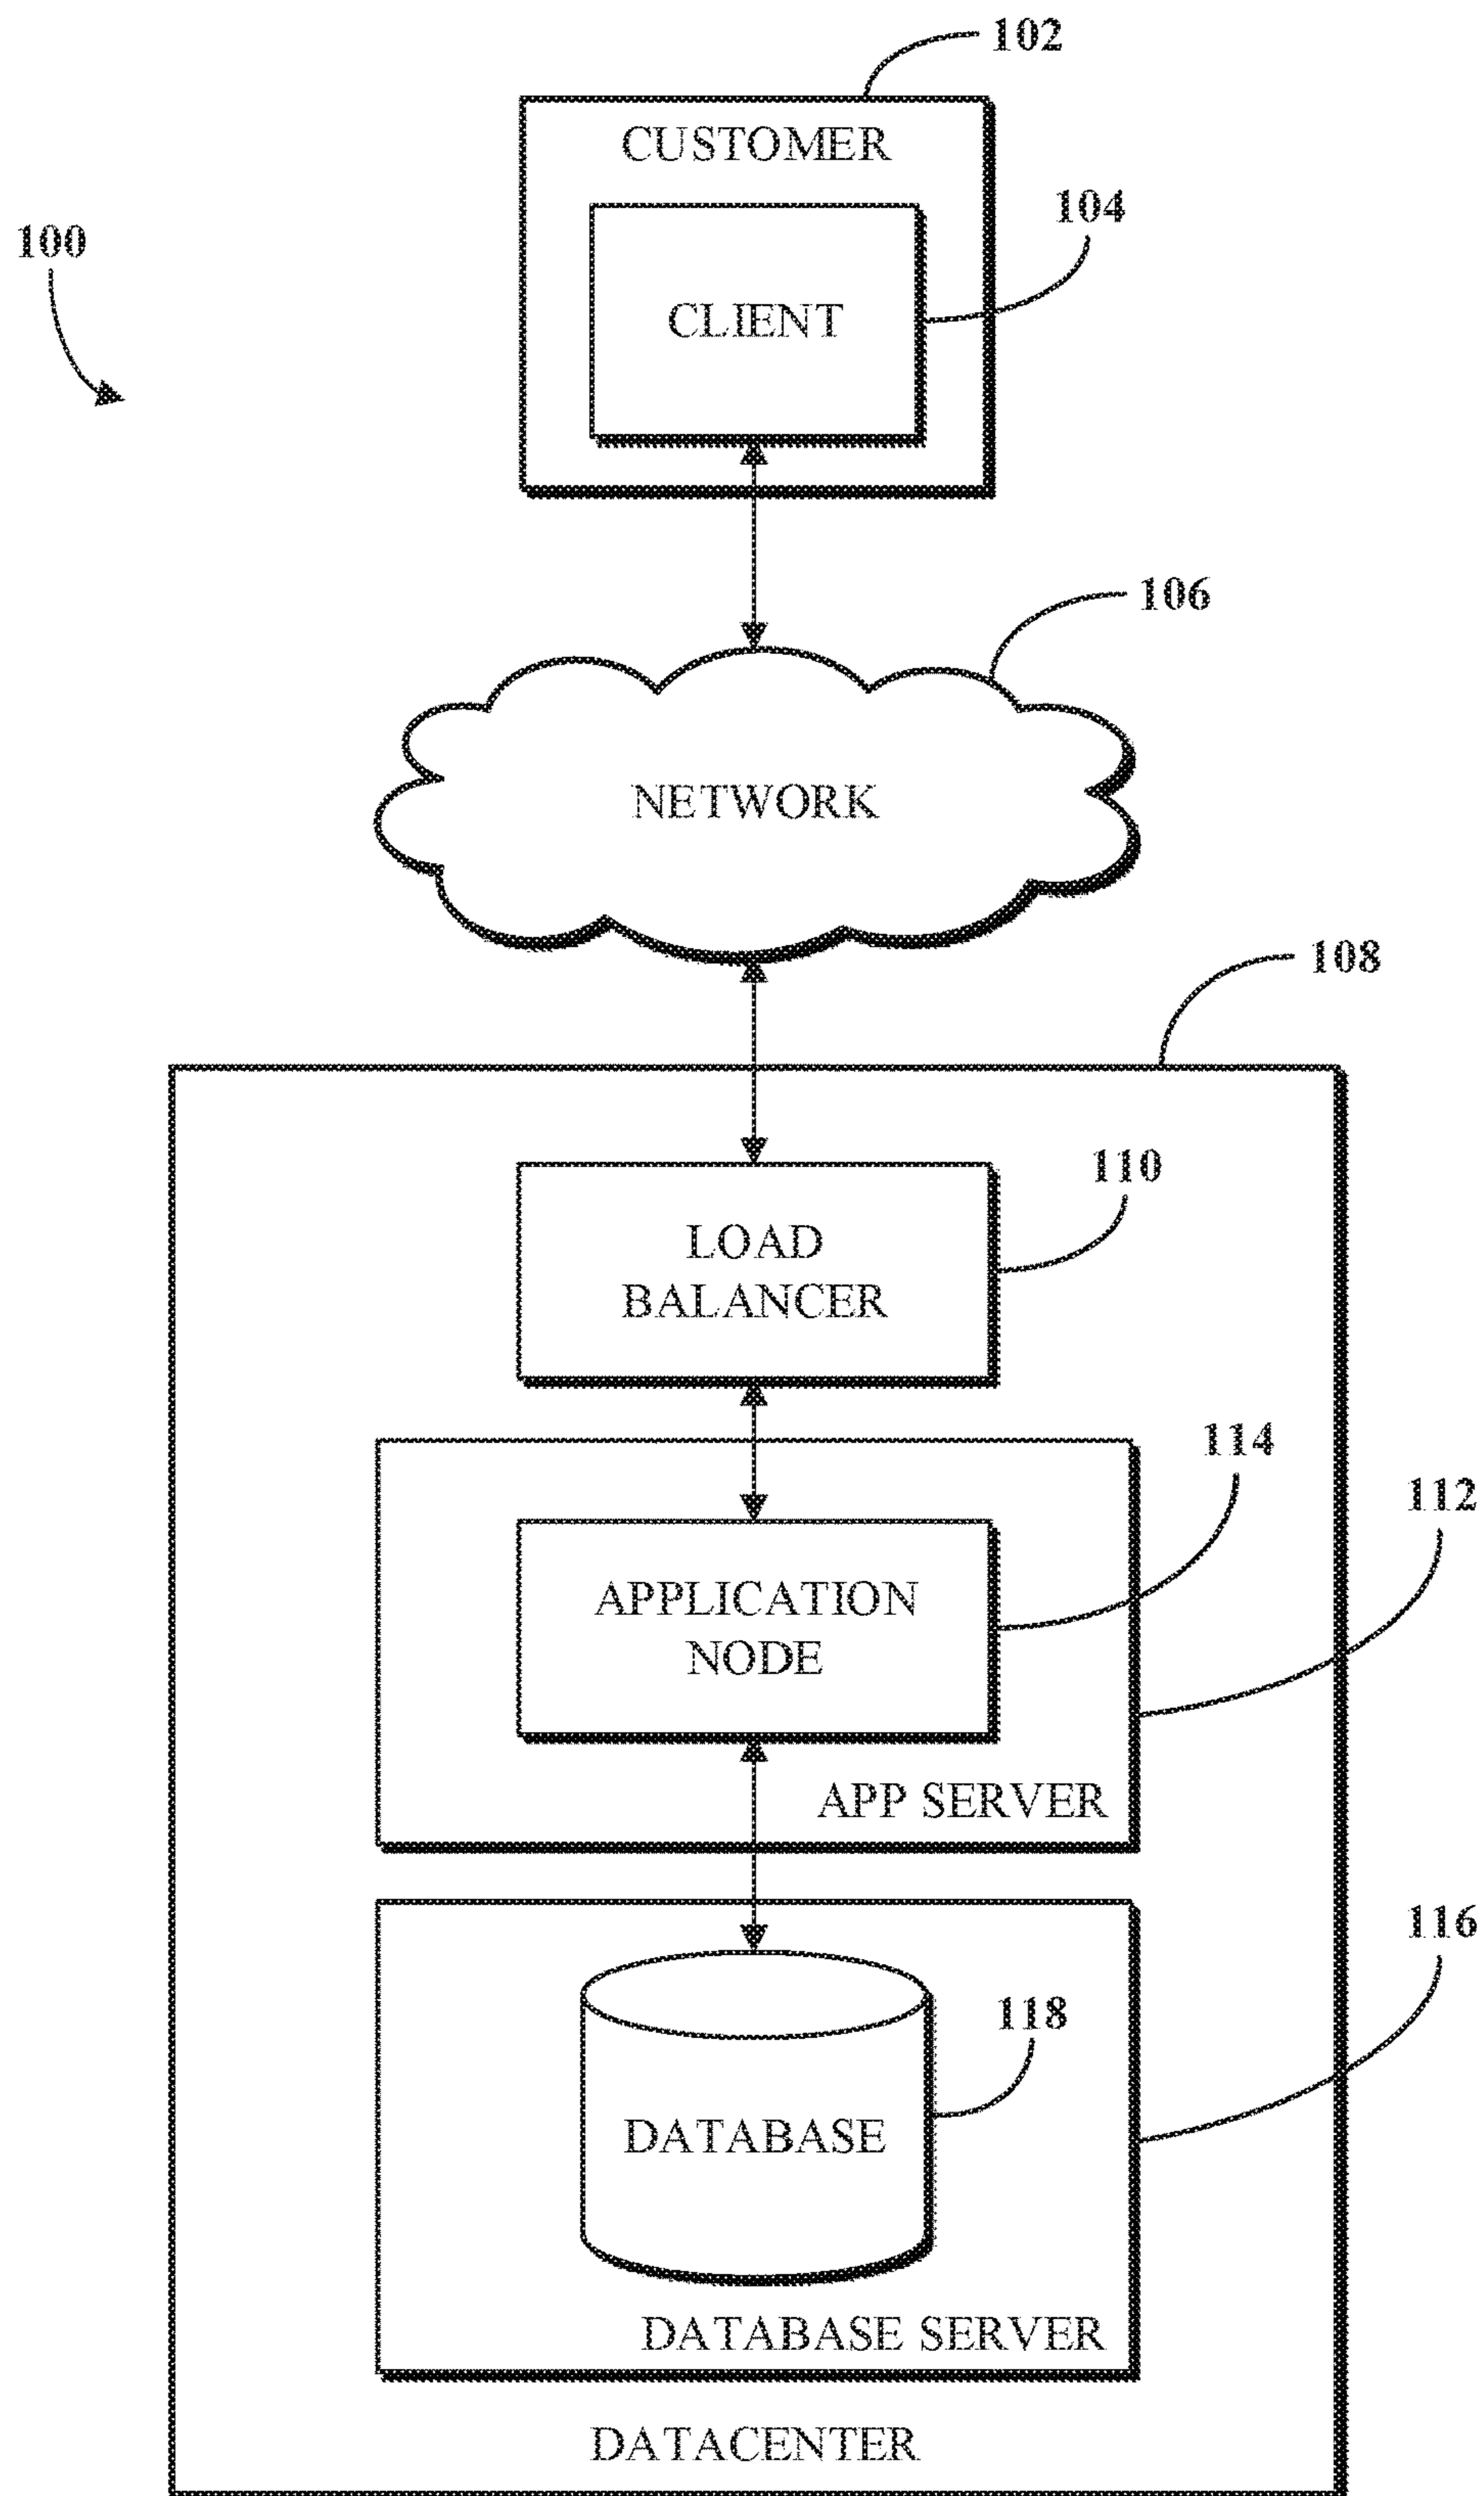 102
CUSTOMER
104
100
CLIENT
106
NETWORK
108
110
LOAD
BALANCER
114
112
APPLICATION
NODE
APP SERVER
116
118
DATABASE
DATABASE SERVER
DATACENTER